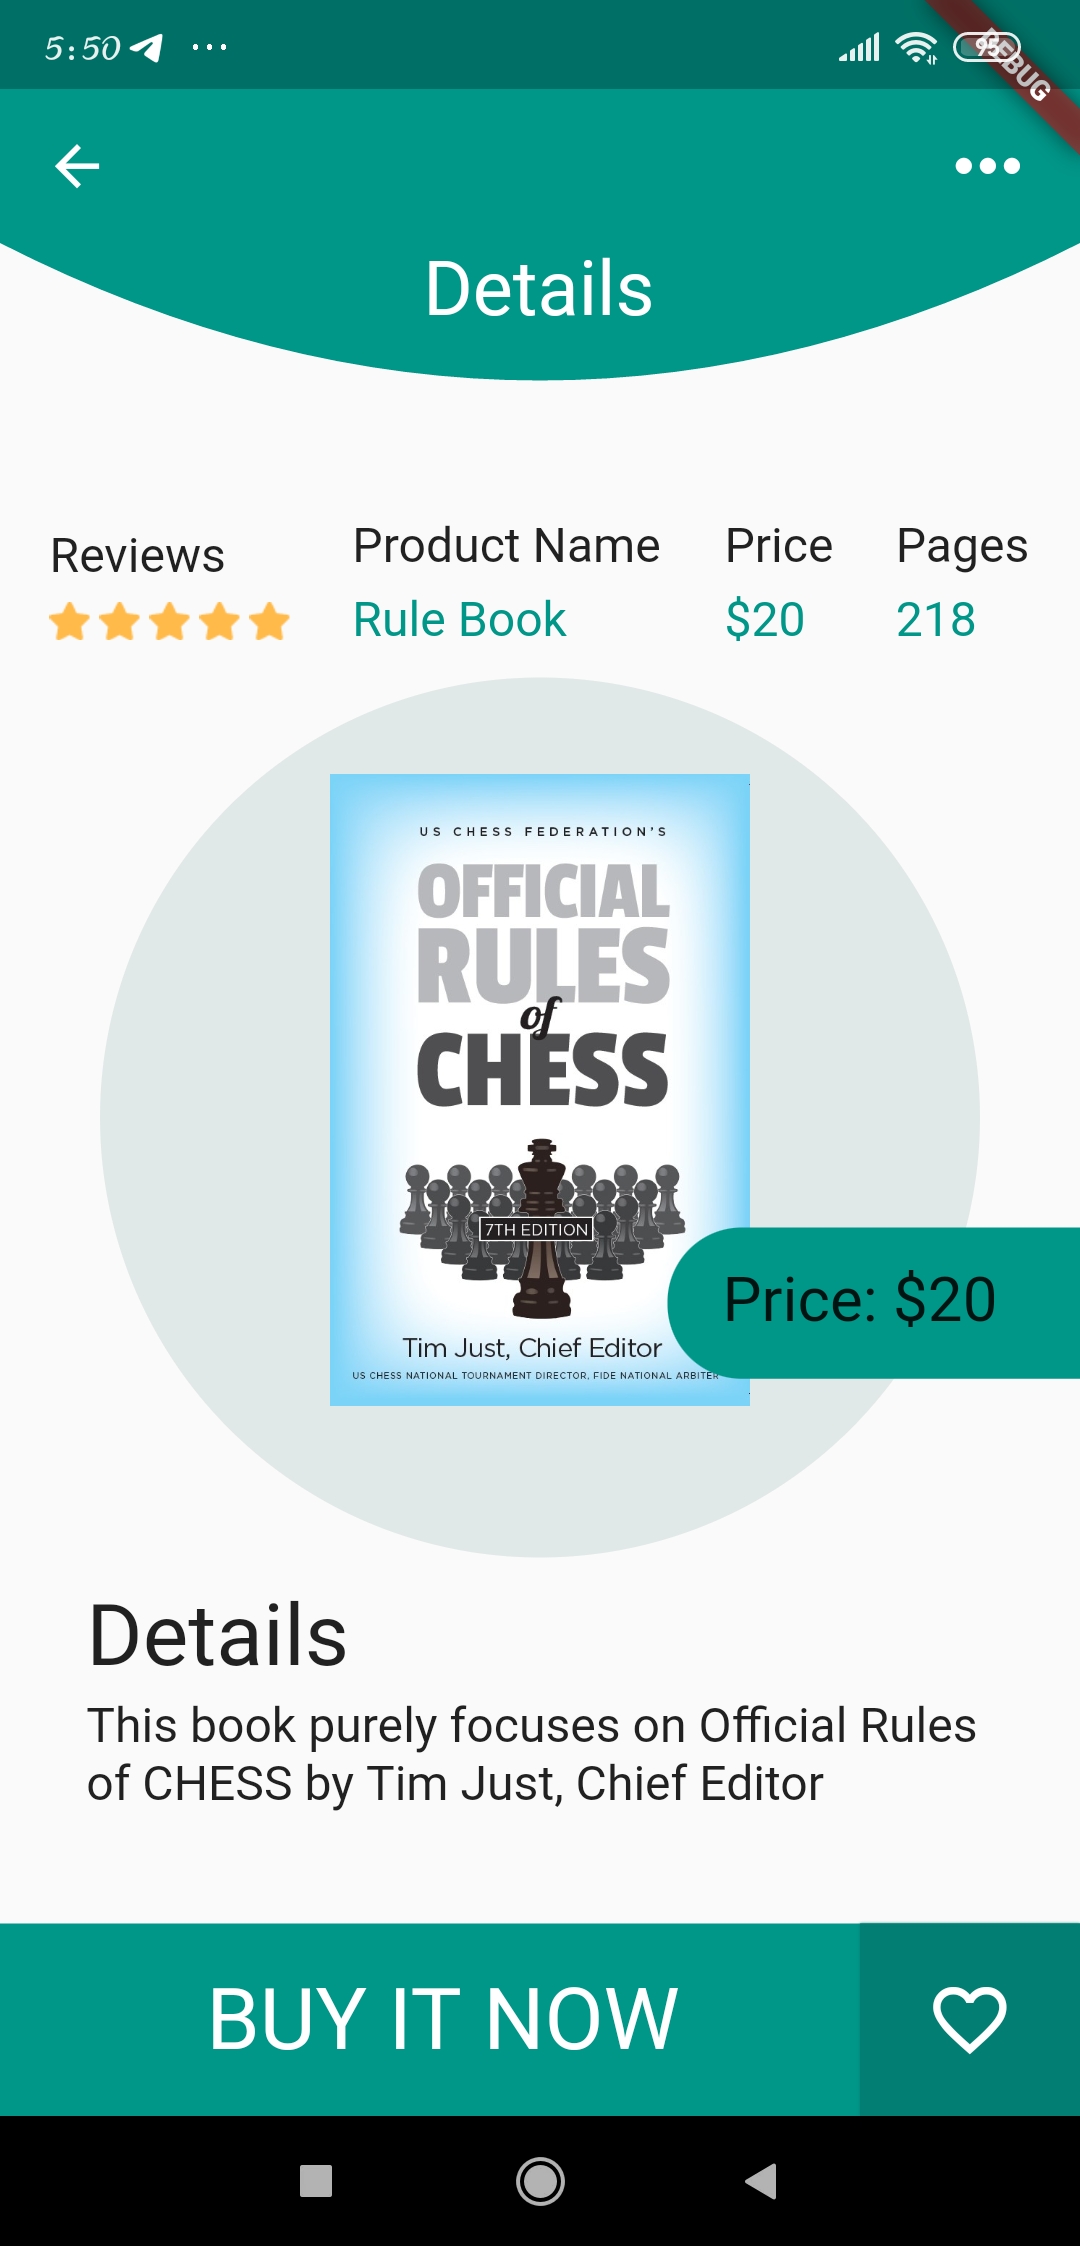 5:50
95
DEBUG
Details
Reviews
Product Name
Price
Pages
Rule Book
$20
218
US CHESS FEDERATION'S
OFFICIAL
RULES
of
CHESS
7TH EDITION
Price: $20
Tim Just, Chief Editor
US CHESS NATIONAL TOURNAMENT DIRECTOR, FIDE NATIONAL ARBITER
Details
This book purely focuses on Official Rules
of CHESS by Tim Just, Chief Editor
BUY IT NOW